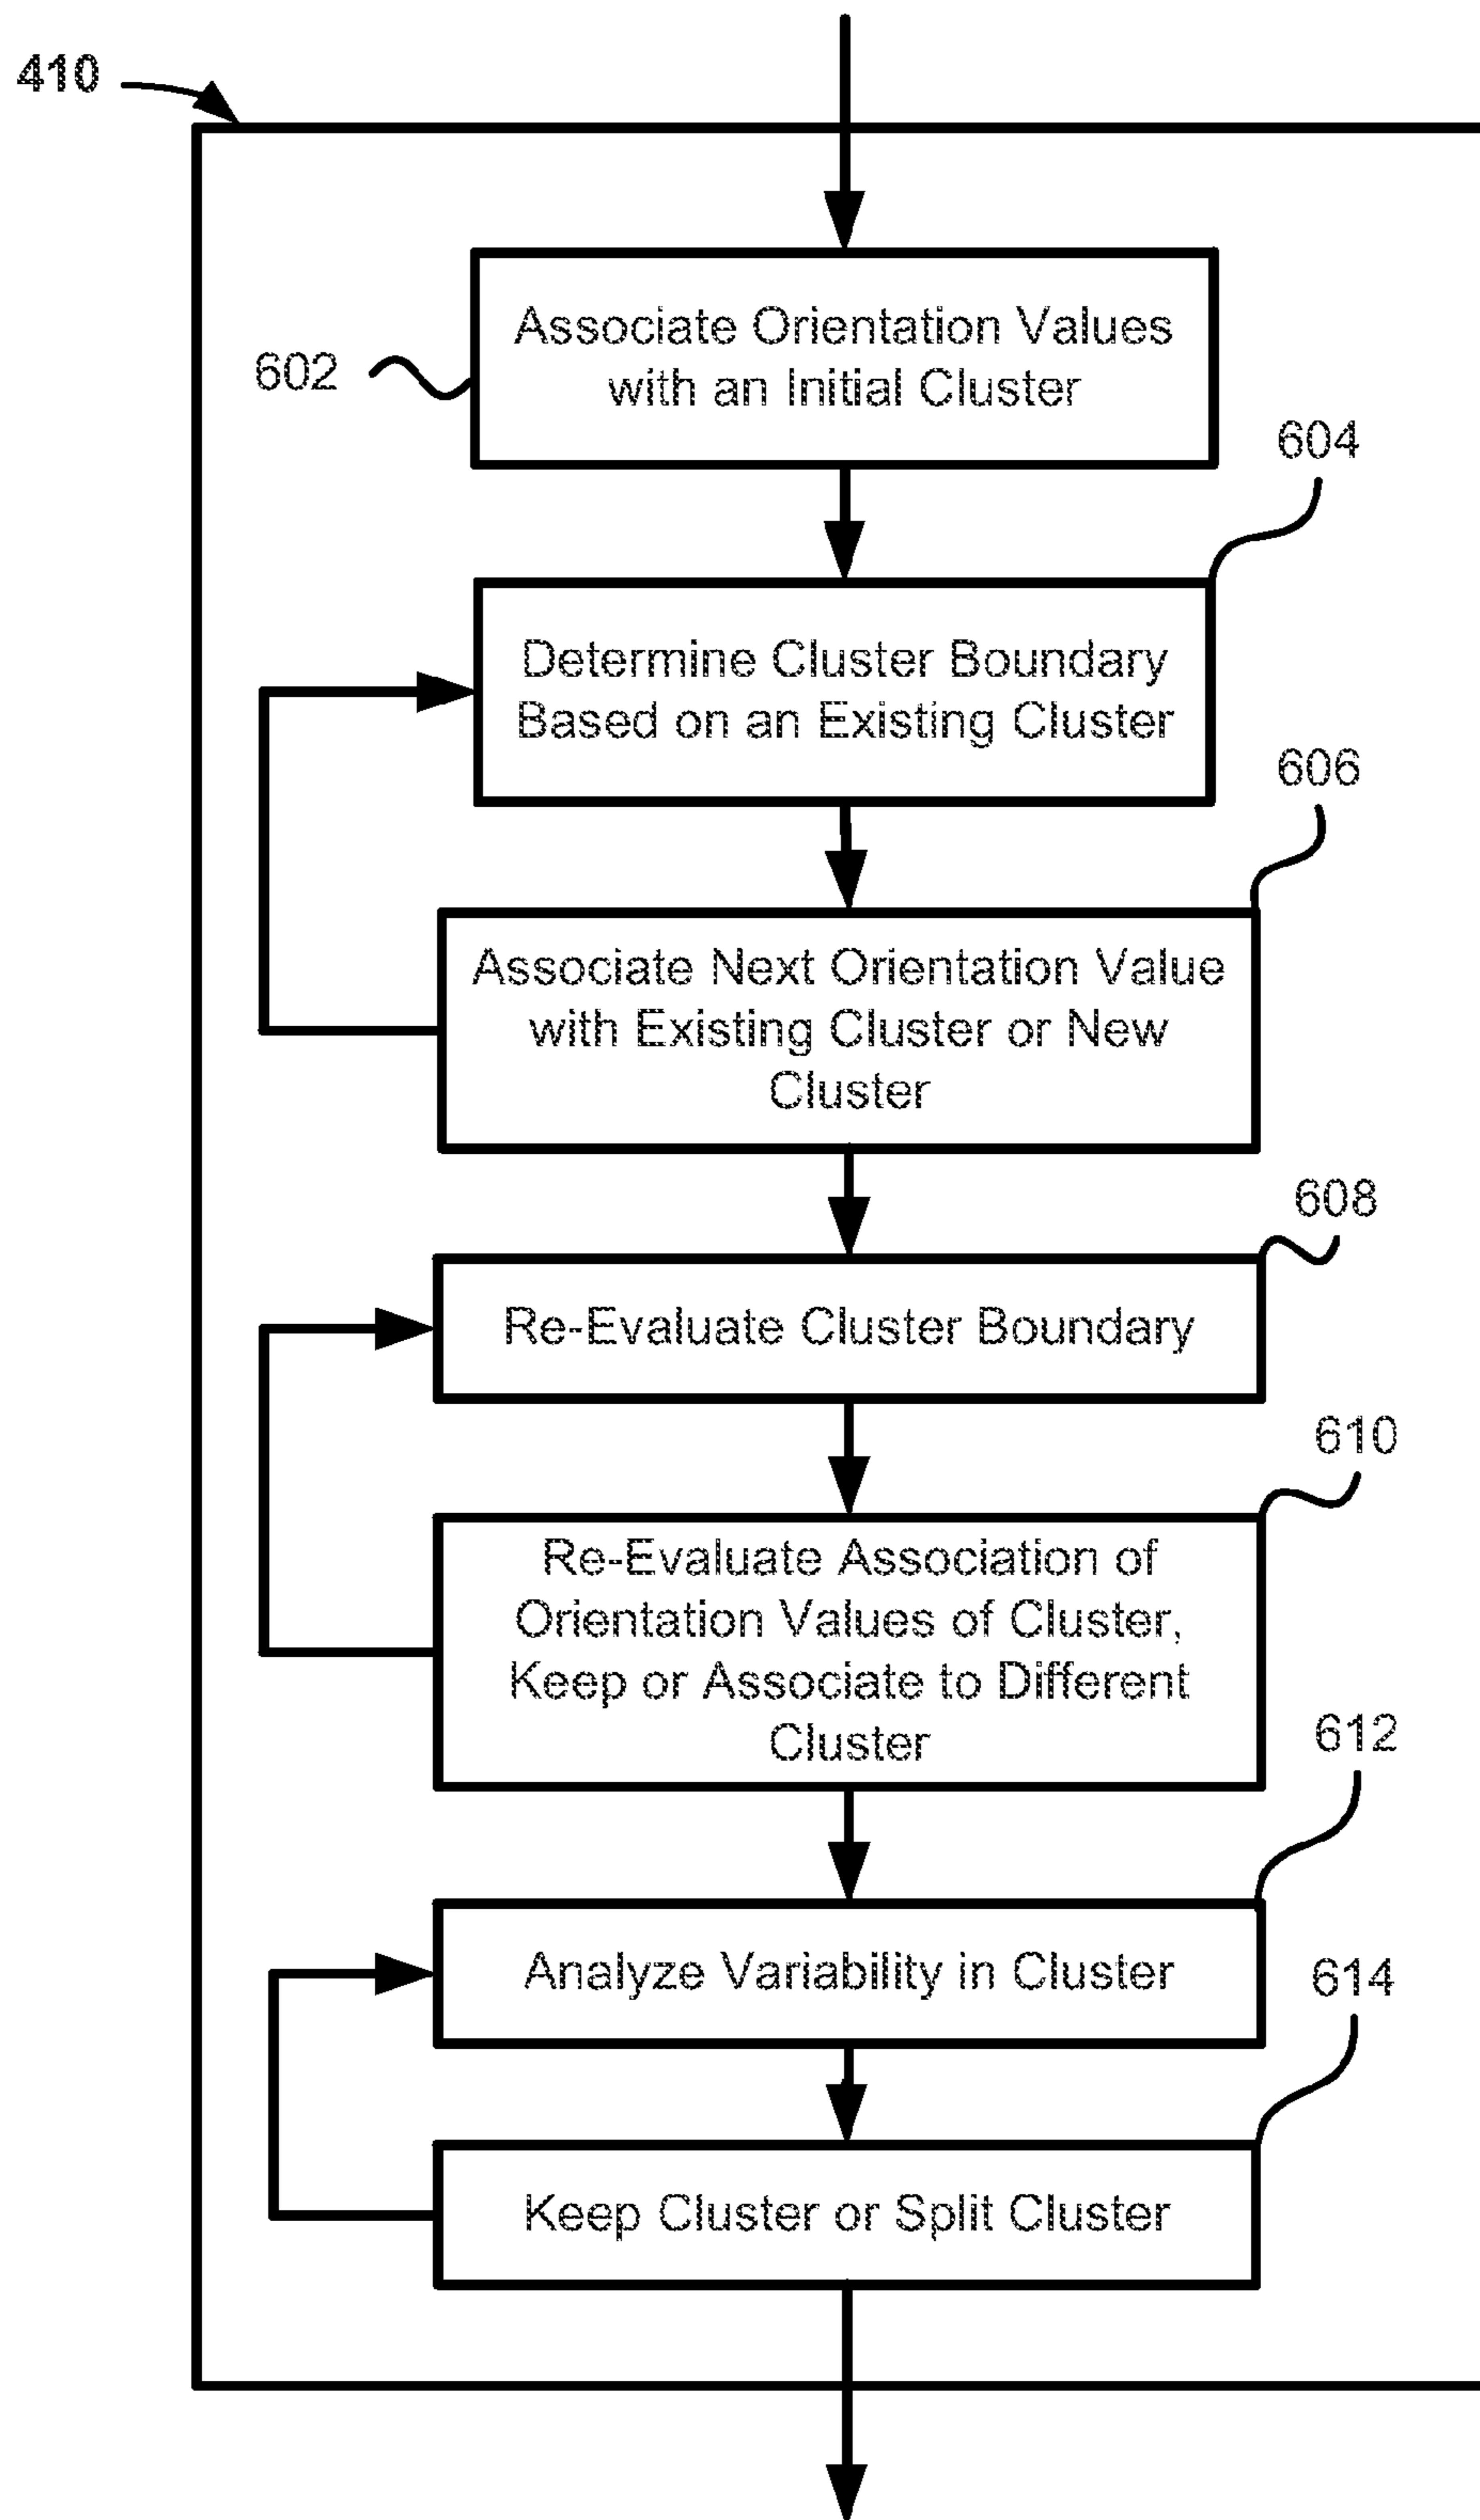 410
Associate Orientation Values
with an Initial Cluster
602
604
Determine Cluster Boundary
Based on an Existing Cluster
606
Associate Next Orientation Value
with Existing Cluster or New
Cluster
608
Re-Evaluate Cluster Boundary
610
Re-Evaluate Association of
Orientation Values of Cluster,
Keep or Associate to Different
Cluster
612
Analyze Variability in Cluster
614
Keep Cluster or Split Cluster